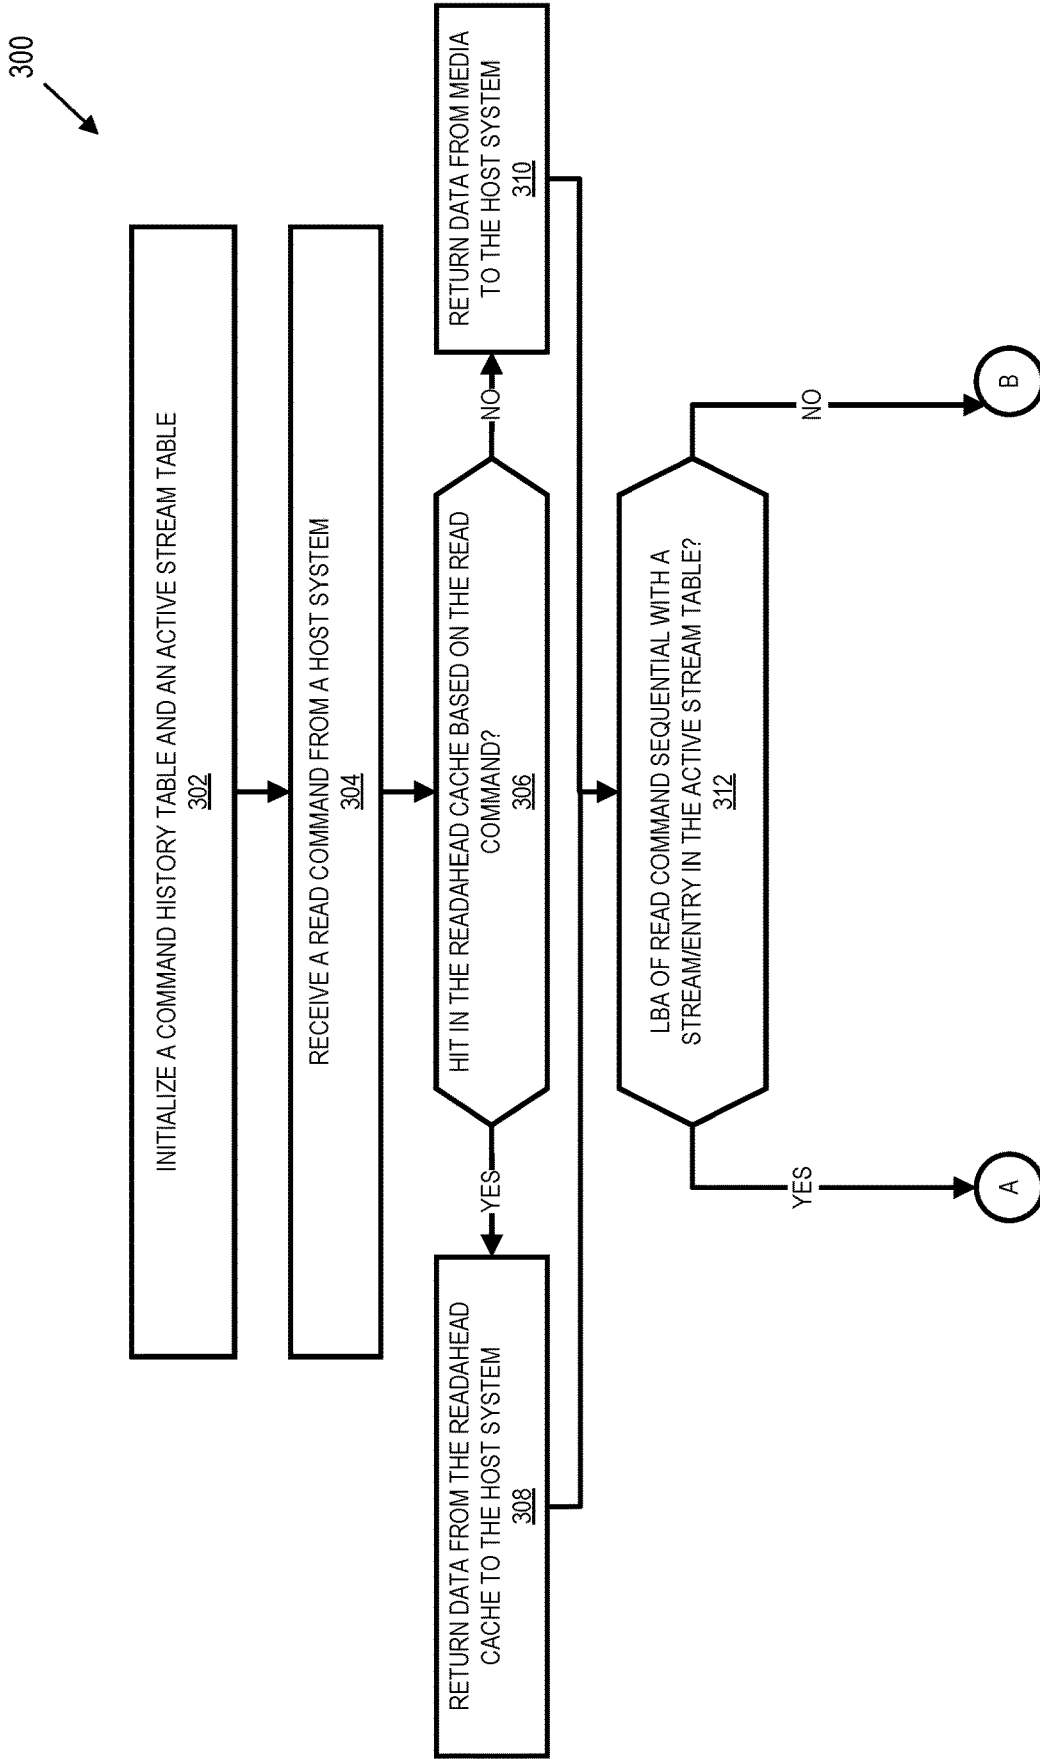 300
INITIALIZE A COMMAND HISTORY TABLE AND AN ACTIVE STREAM TABLE
302
RECEIVE A READ COMMAND FROM A HOST SYSTEM
304
HIT IN THE READAHEAD CACHE BASED ON THE READ
COMMAND?
306
YES
NO
RETURN DATA FROM THE READAHEAD
CACHE TO THE HOST SYSTEM
308
RETURN DATA FROM MEDIA
TO THE HOST SYSTEM
310
LBA OF READ COMMAND SEQUENTIAL WITH A
STREAM/ENTRY IN THE ACTIVE STREAM TABLE?
312
YES
NO
A
B